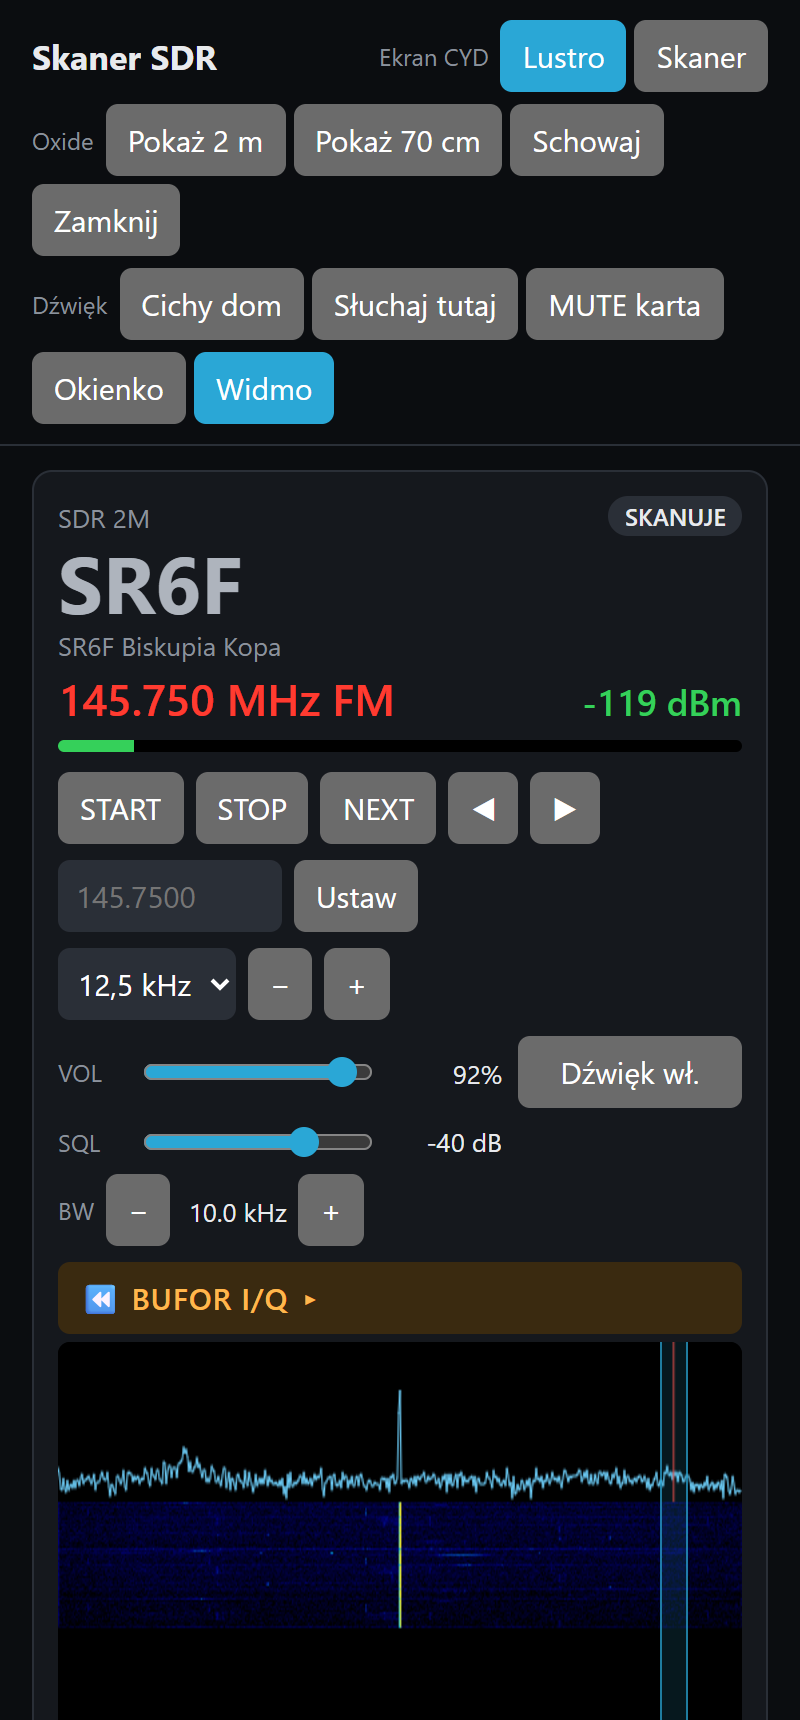 Skaner SDR Ekran CYD Lustro Skaner
Oxide Pokaż 2 m Pokaż 70 cm Schowaj
Zamknij
Dźwięk Cichy dom Słuchaj tutaj MUTE karta
Okienko Widmo
SDR 2M SKANUJE
SR6F
SR6F Biskupia Kopa
145.750 MHz FM -119 dBm
START STOP NEXT ◀ ▶
145.7500 Ustaw
12,5 kHz − +
VOL 92% Dźwięk wł.
SQL -40 dB
BW − 10.0 kHz +
⏪ BUFOR I/Q ▸